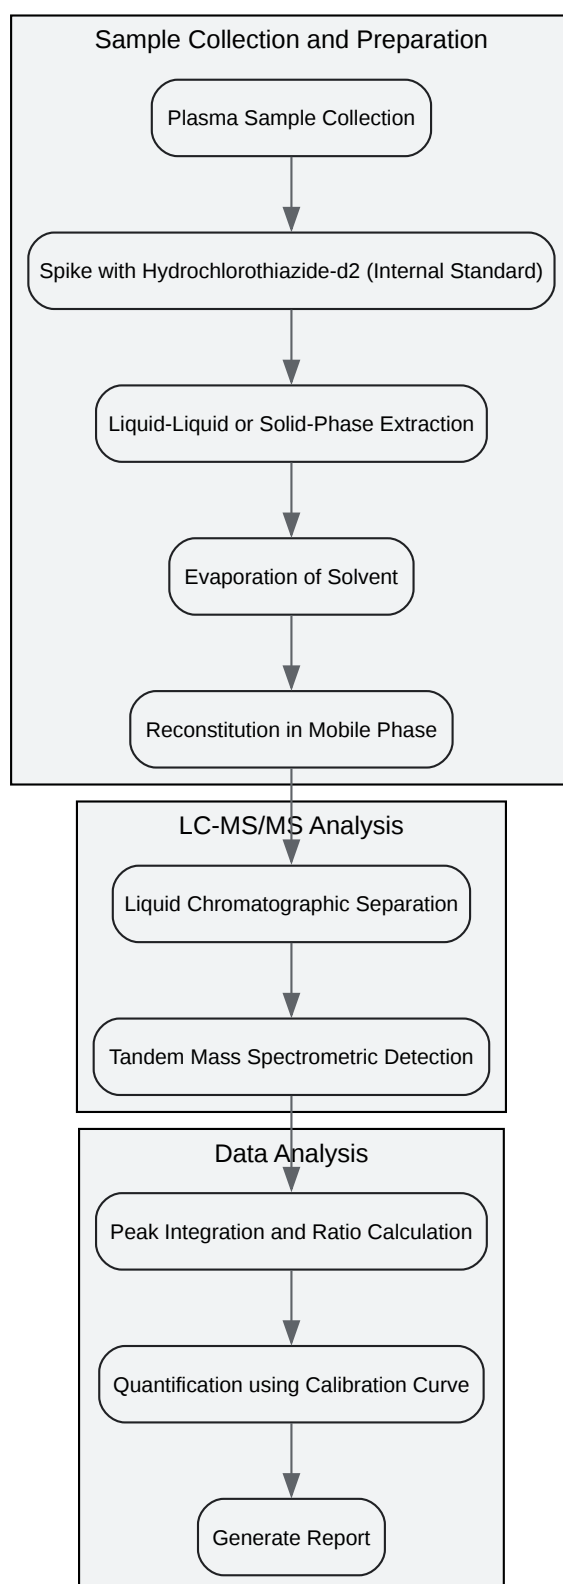 Sample Collection and Preparation
Plasma Sample Collection
Spike with Hydrochlorothiazide-d2 (Internal Standard)
Liquid-Liquid or Solid-Phase Extraction
Evaporation of Solvent
Reconstitution in Mobile Phase
LC-MS/MS Analysis
Liquid Chromatographic Separation
Tandem Mass Spectrometric Detection
Data Analysis
Peak Integration and Ratio Calculation
Quantification using Calibration Curve
Generate Report